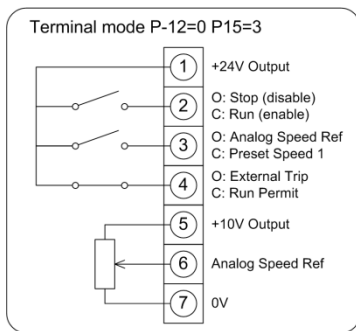 Terminal mode P-12=0 P15=3
1 +24V Output
2 O: Stop (disable)
C: Run (enable)
3 O: Analog Speed Ref
C: Preset Speed 1
4 O: External Trip
C: Run Permit
5 +10V Output
6 Analog Speed Ref
7 0V